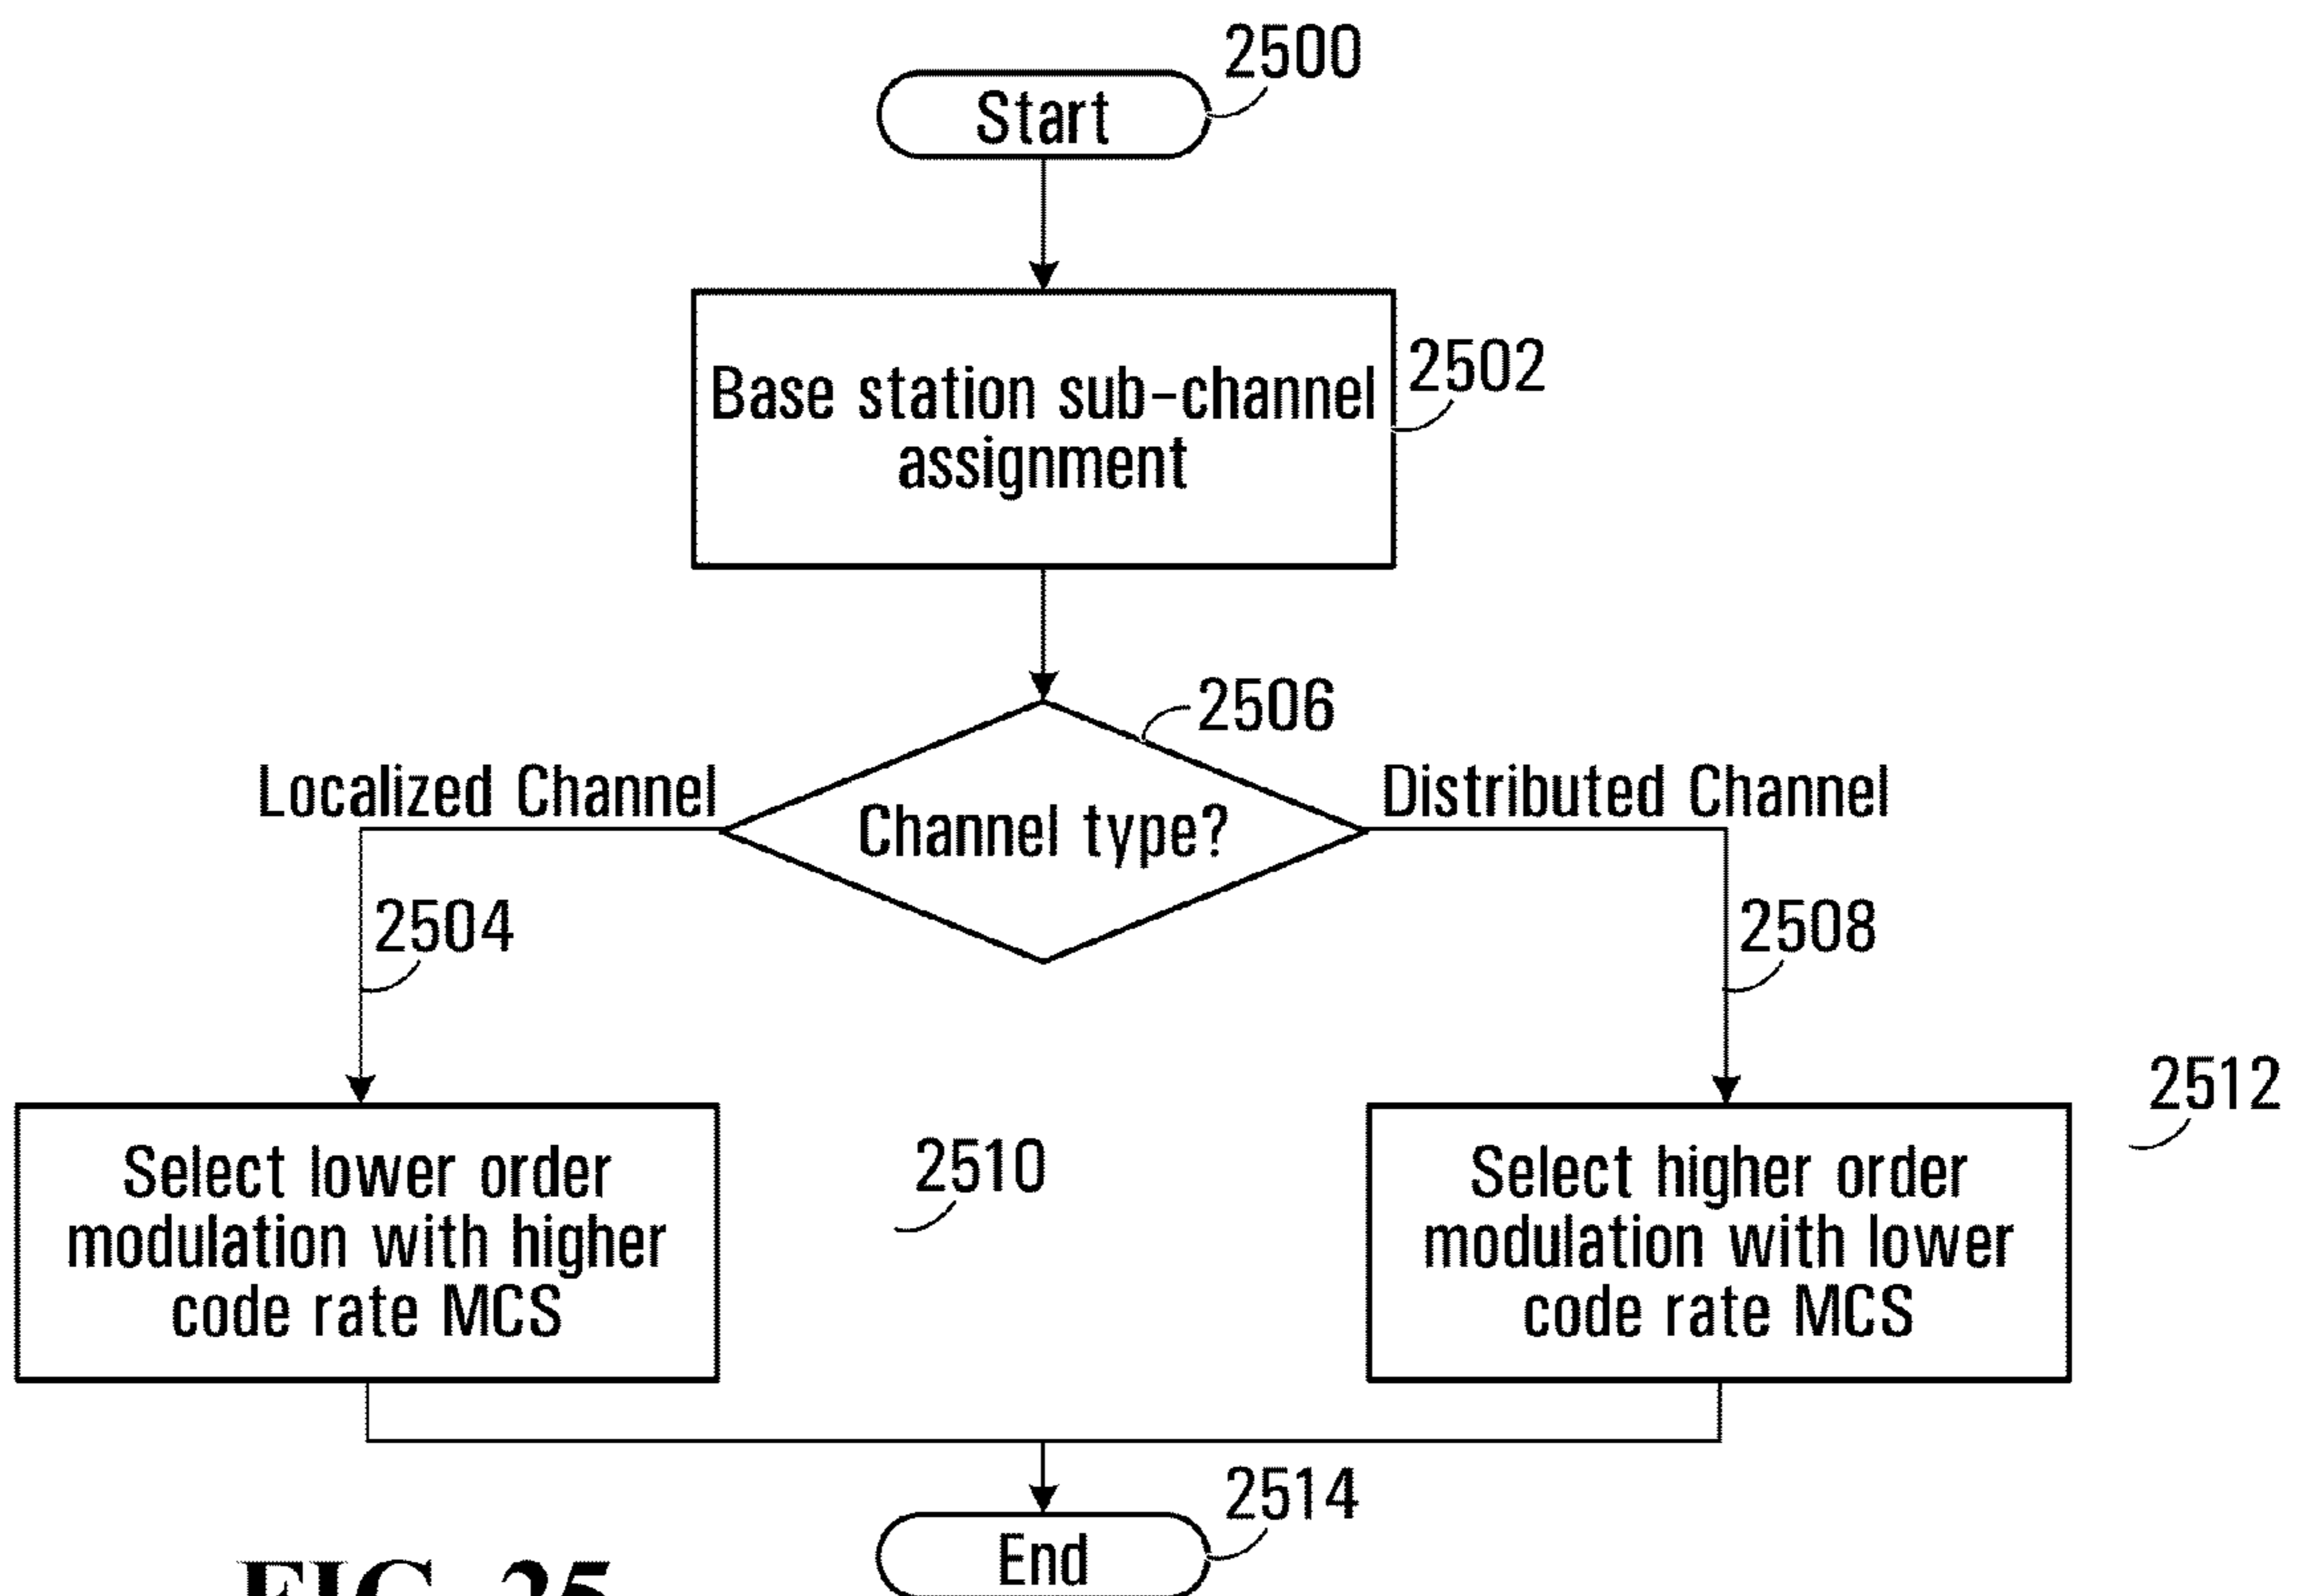 2500
Start
Base station sub-channel
assignment
2502
2506
Localized Channel
Channel type?
Distributed Channel
2504
2508
2512
2510
Select lower order
modulation with higher
code rate MCS
Select higher order
modulation with lower
code rate MCS
2514
End
FIG. 25